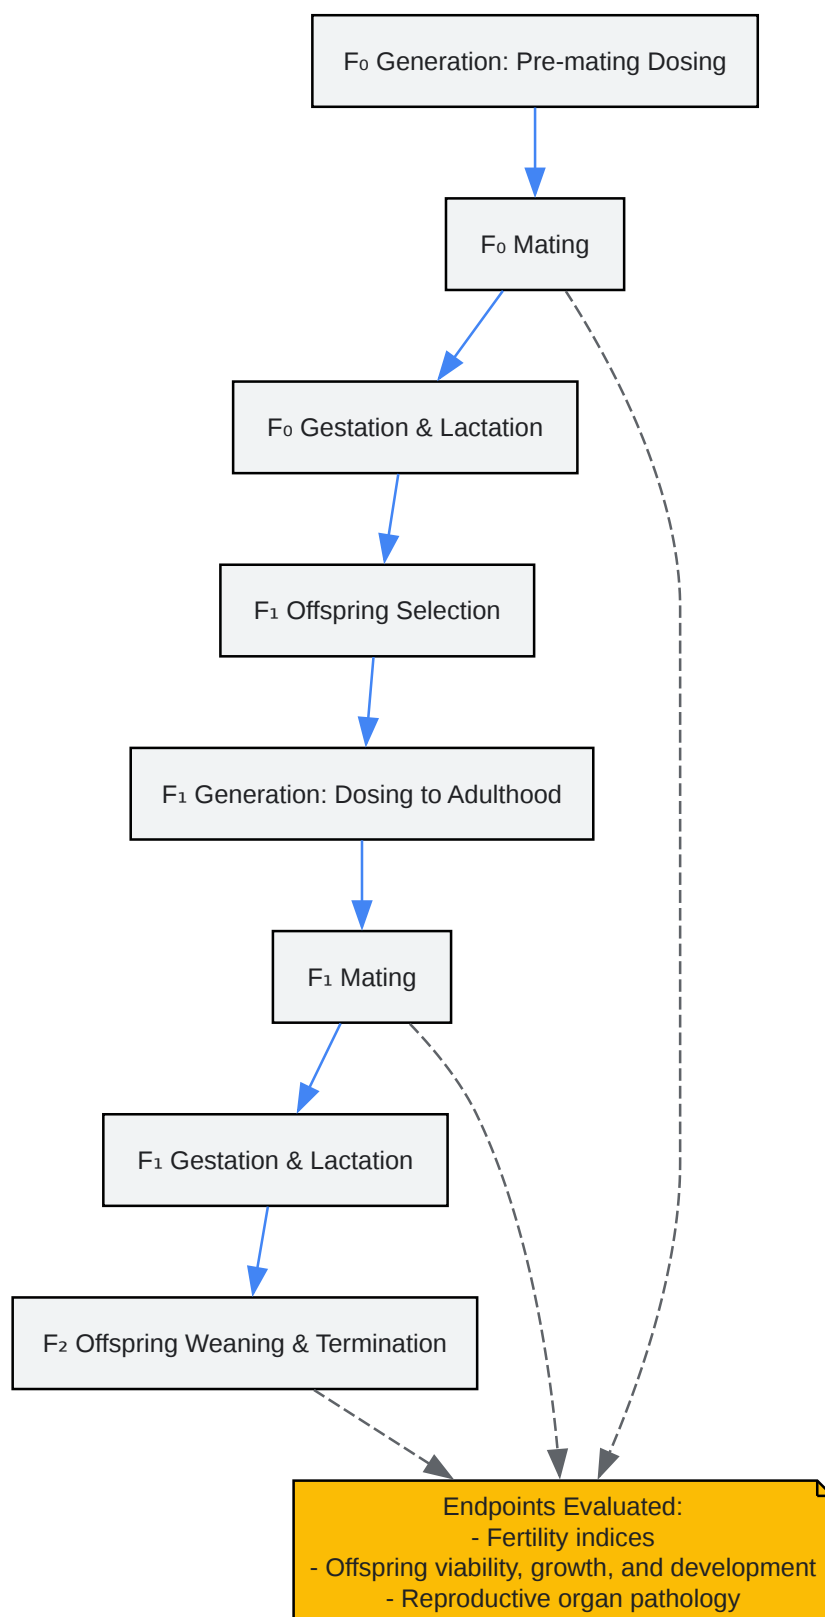 F₀ Generation: Pre-mating Dosing
F₀ Mating
F₀ Gestation & Lactation
F₁ Offspring Selection
F₁ Generation: Dosing to Adulthood
F₁ Mating
F₁ Gestation & Lactation
F₂ Offspring Weaning & Termination
Endpoints Evaluated:
- Fertility indices
- Offspring viability, growth, and development
- Reproductive organ pathology